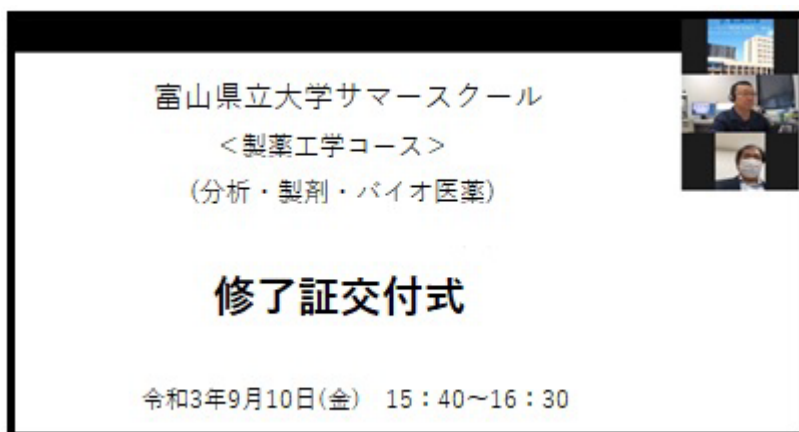 富山県立大学サマースクール
＜製薬工学コース＞
(分析・製剤・バイオ医薬)
修了証交付式
令和3年9月10日(金)　15：40～16：30